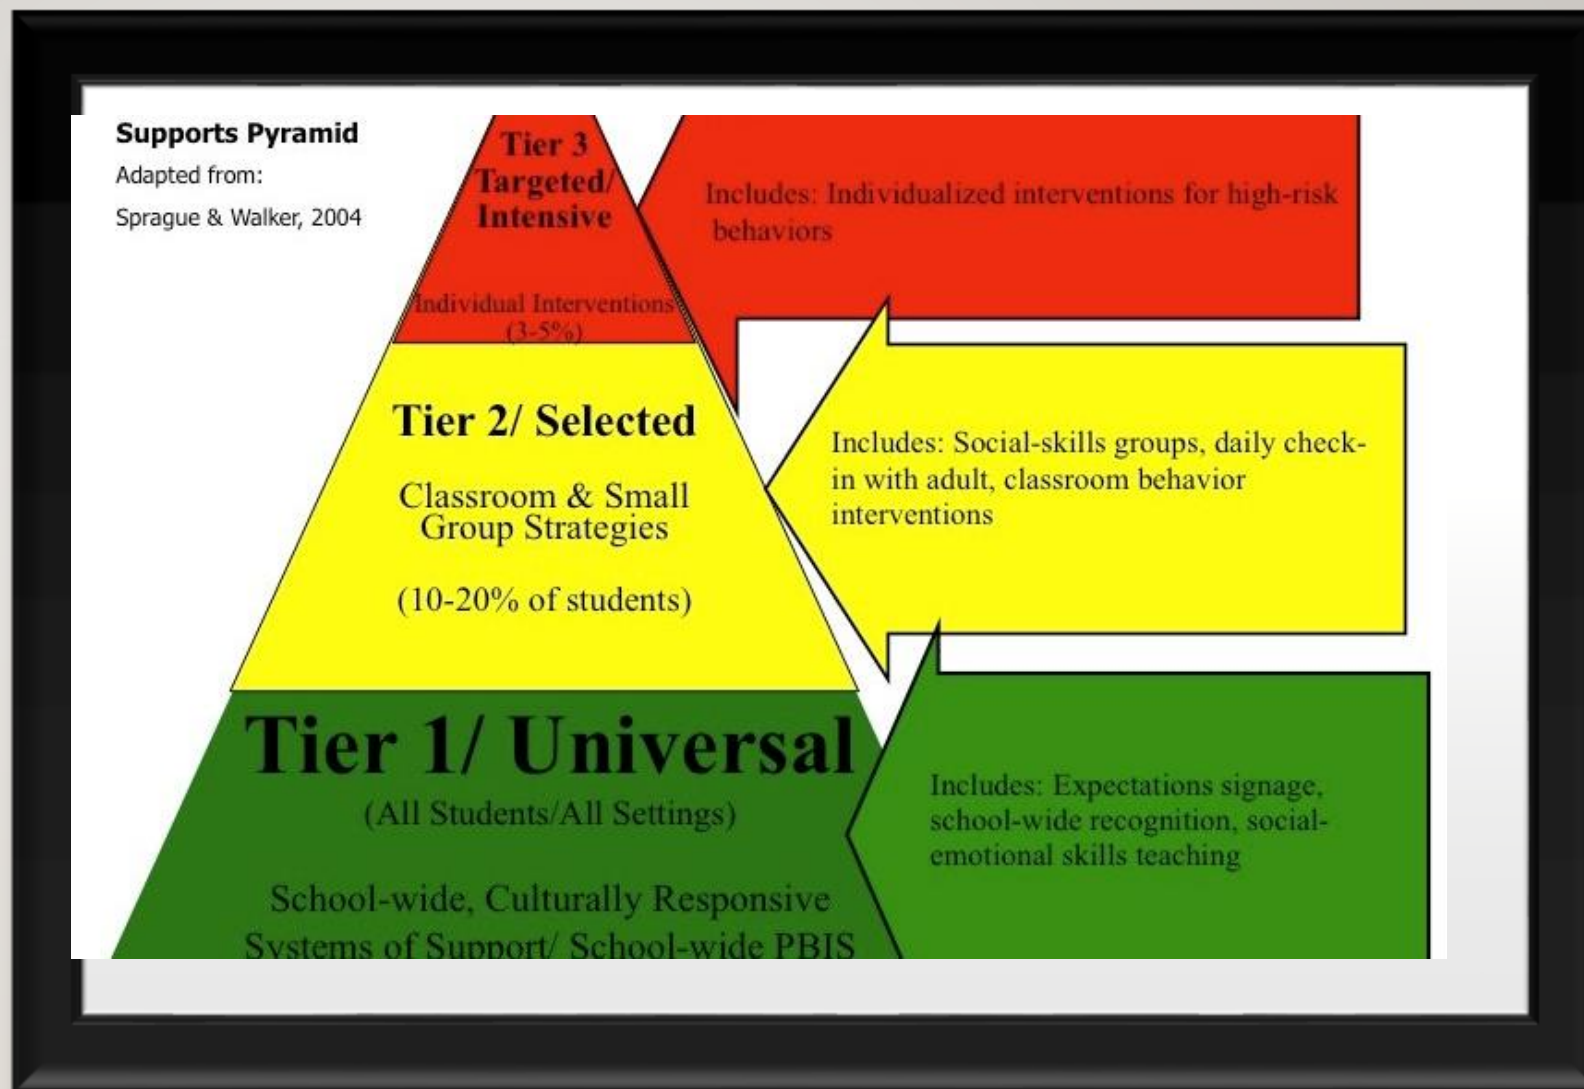 Supports Pyramid
Adapted from:
Sprague & Walker, 2004
Tier 3
Targeted/
Intensive
Individual Interventions
(3-5%)
Includes: Individualized interventions for high-risk
behaviors
Tier 2/ Selected
Classroom & Small
Group Strategies
(10-20% of students)
Includes: Social-skills groups, daily check-
in with adult, classroom behavior
interventions
Tier 1/ Universal
(All Students/All Settings)
School-wide, Culturally Responsive
Systems of Support/ School-wide PBIS
Includes: Expectations signage,
school-wide recognition, social-
emotional skills teaching